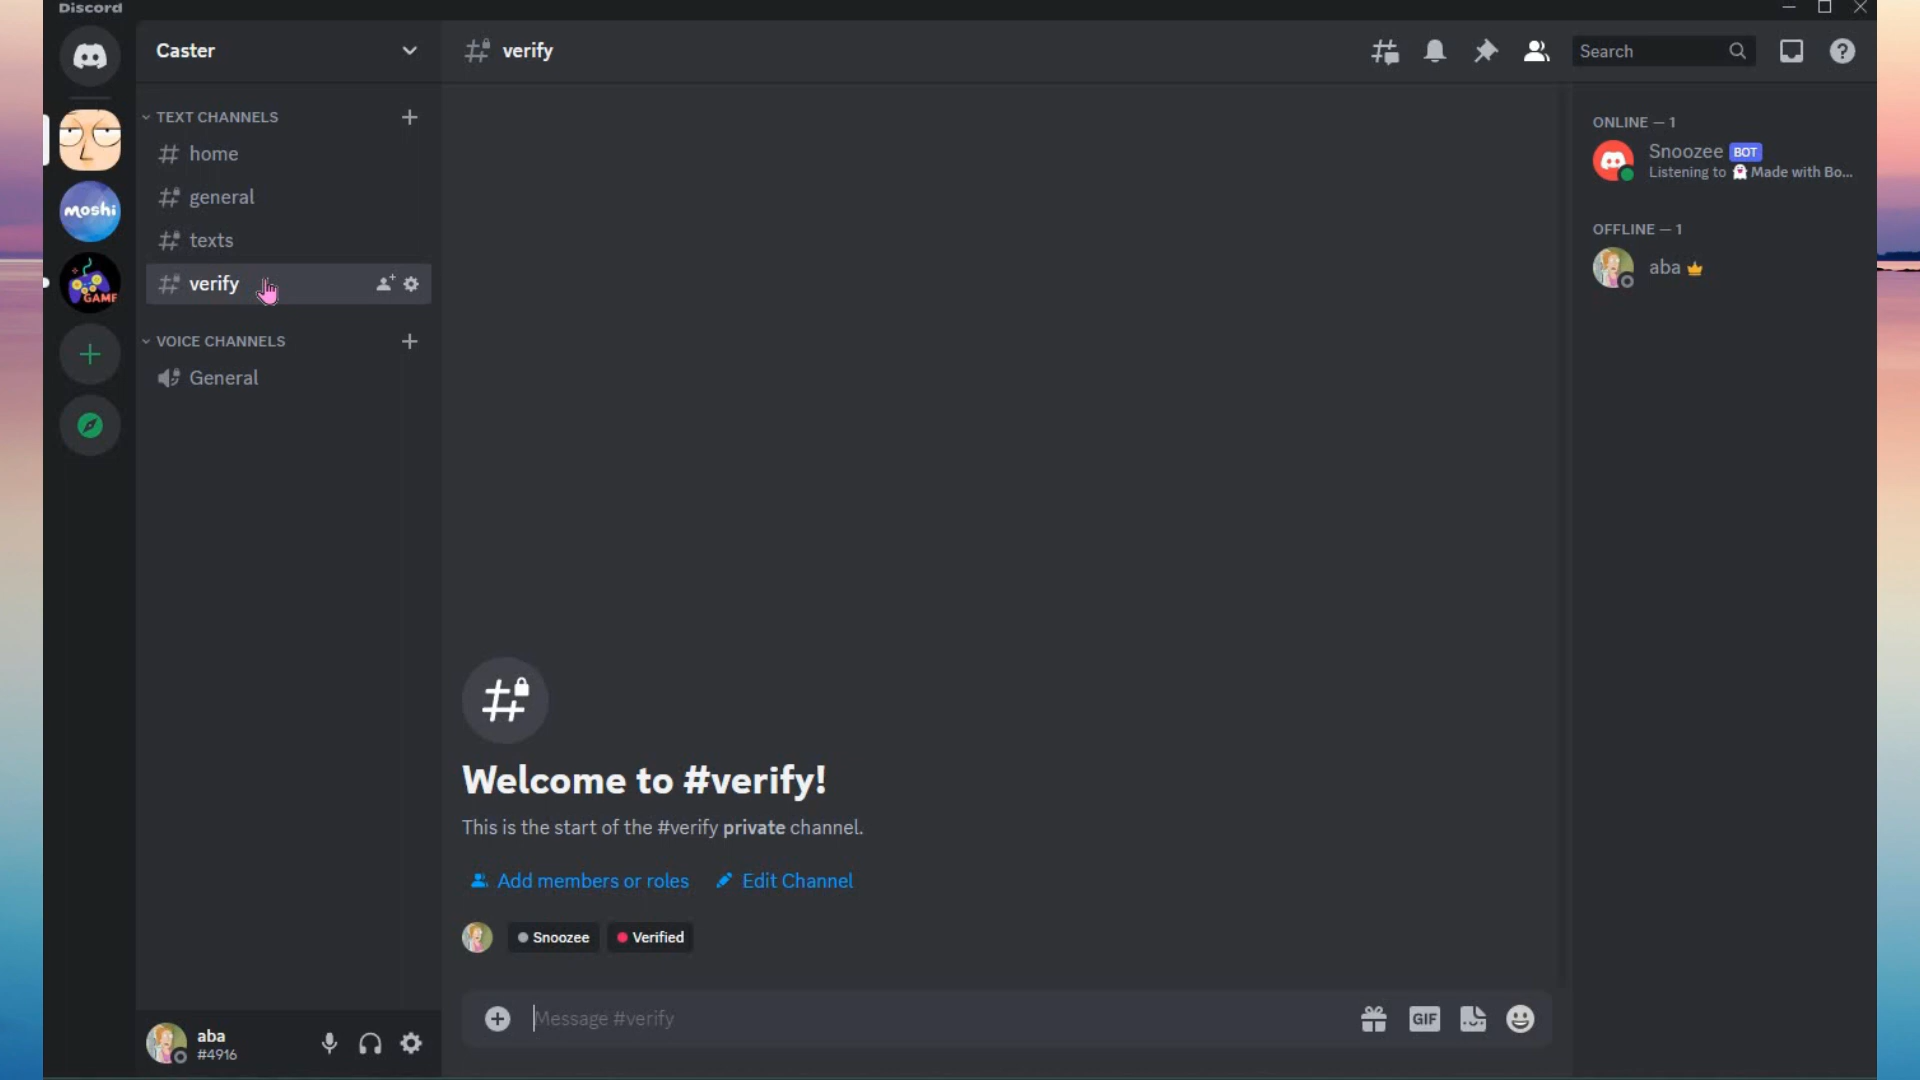 Discord
Caster
verify
Search
TEXT CHANNELS
home
general
texts
verify
VOICE CHANNELS
General
moshi
GAME
Welcome to #verify!
This is the start of the #verify private channel.
Add members or roles
Edit Channel
Snoozee
Verified
Message #verify
GIF
aba
#4916
ONLINE — 1
Snoozee BOT
Listening to 👻 Made with Bo...
OFFLINE — 1
aba